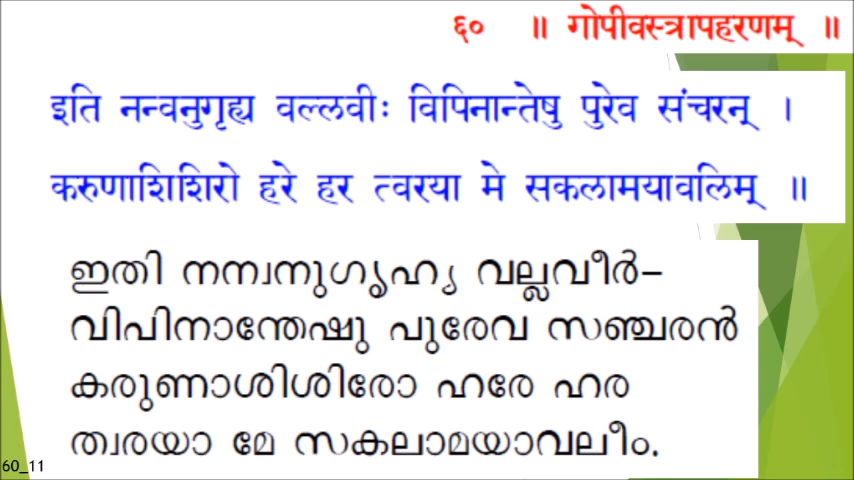 ६०   ॥ गोपीवस्त्रापहरणम् ॥
इति नन्वनुगृह्य वल्लवीः विपिनान्तेषु पुरेव संचरन् ।
करुणाशिशिरो हरे हर त्वरया मे सकलामयावलिम् ॥
ഇതി നന്വനുഗൃഹ്യ വല്ലവീർ–
വിപിനാന്തേഷു പുരേവ സഞ്ചരൻ
കരുണാശിശിരോ ഹരേ ഹര
ത്വരയാ മേ സകലാമയാവലീം.
60_11